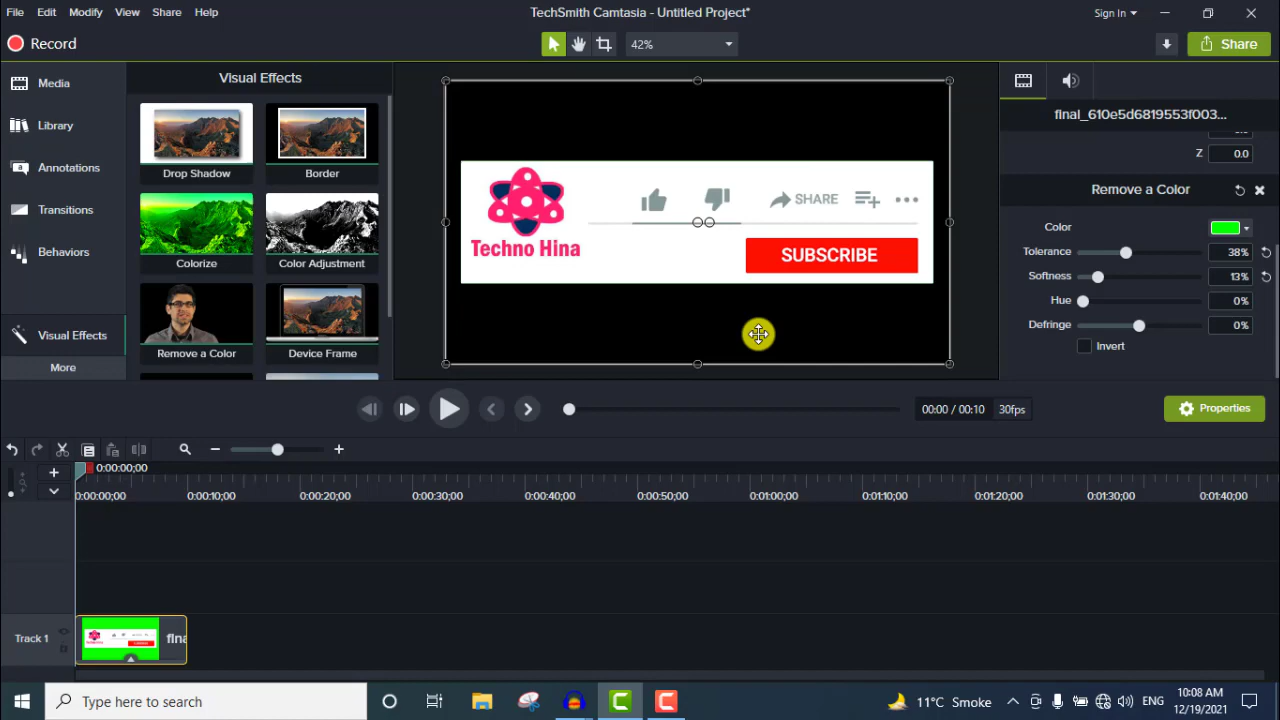 File Edit Modify View Share Help
TechSmith Camtasia - Untitled Project*
Sign In
Record
42%
Share
Media
Library
Annotations
Transitions
Behaviors
Visual Effects
More
Visual Effects
Drop Shadow
Border
Colorize
Color Adjustment
Remove a Color
Device Frame
Techno Hina
SHARE
SUBSCRIBE
final_610e5d6819553f003...
Z 0.0
Remove a Color
Color
Tolerance 38%
Softness 13%
Hue 0%
Defringe 0%
Invert
00:00 / 00:10 30fps
Properties
0:00:00;00
0:00:00;00 0:00:10;00 0:00:20;00 0:00:30;00 0:00:40;00 0:00:50;00 0:01:00;00 0:01:10;00 0:01:20;00 0:01:30;00 0:01:40;00
Track 1
fina
Type here to search
11°C Smoke
ENG
10:08 AM
12/19/2021